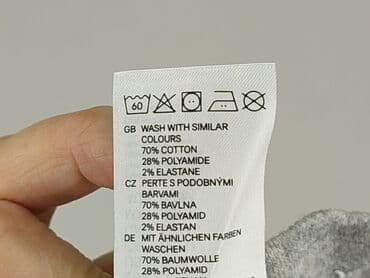 60
GB WASH WITH SIMILAR
COLOURS
70% COTTON
28% POLYAMIDE
2% ELASTANE
CZ PERTE S PODOBNÝMI
BARVAMI
70% BAVLNA
28% POLYAMID
2% ELASTAN
DE MIT ÄHNLICHEN FARBEN
WASCHEN
70% BAUMWOLLE
28% POLYAMID